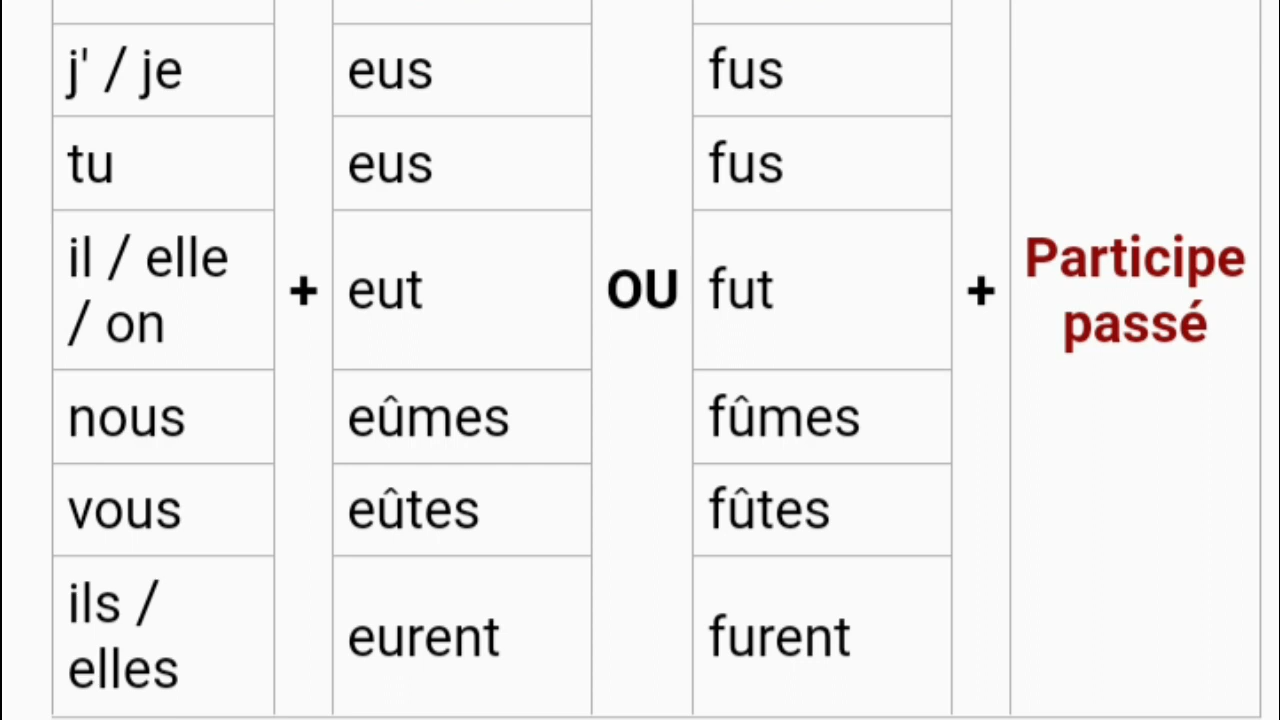 j' / je eus fus
tu eus fus
il / elle
/ on + eut OU fut + Participe
passé
nous eûmes fûmes
vous eûtes fûtes
ils /
elles eurent furent